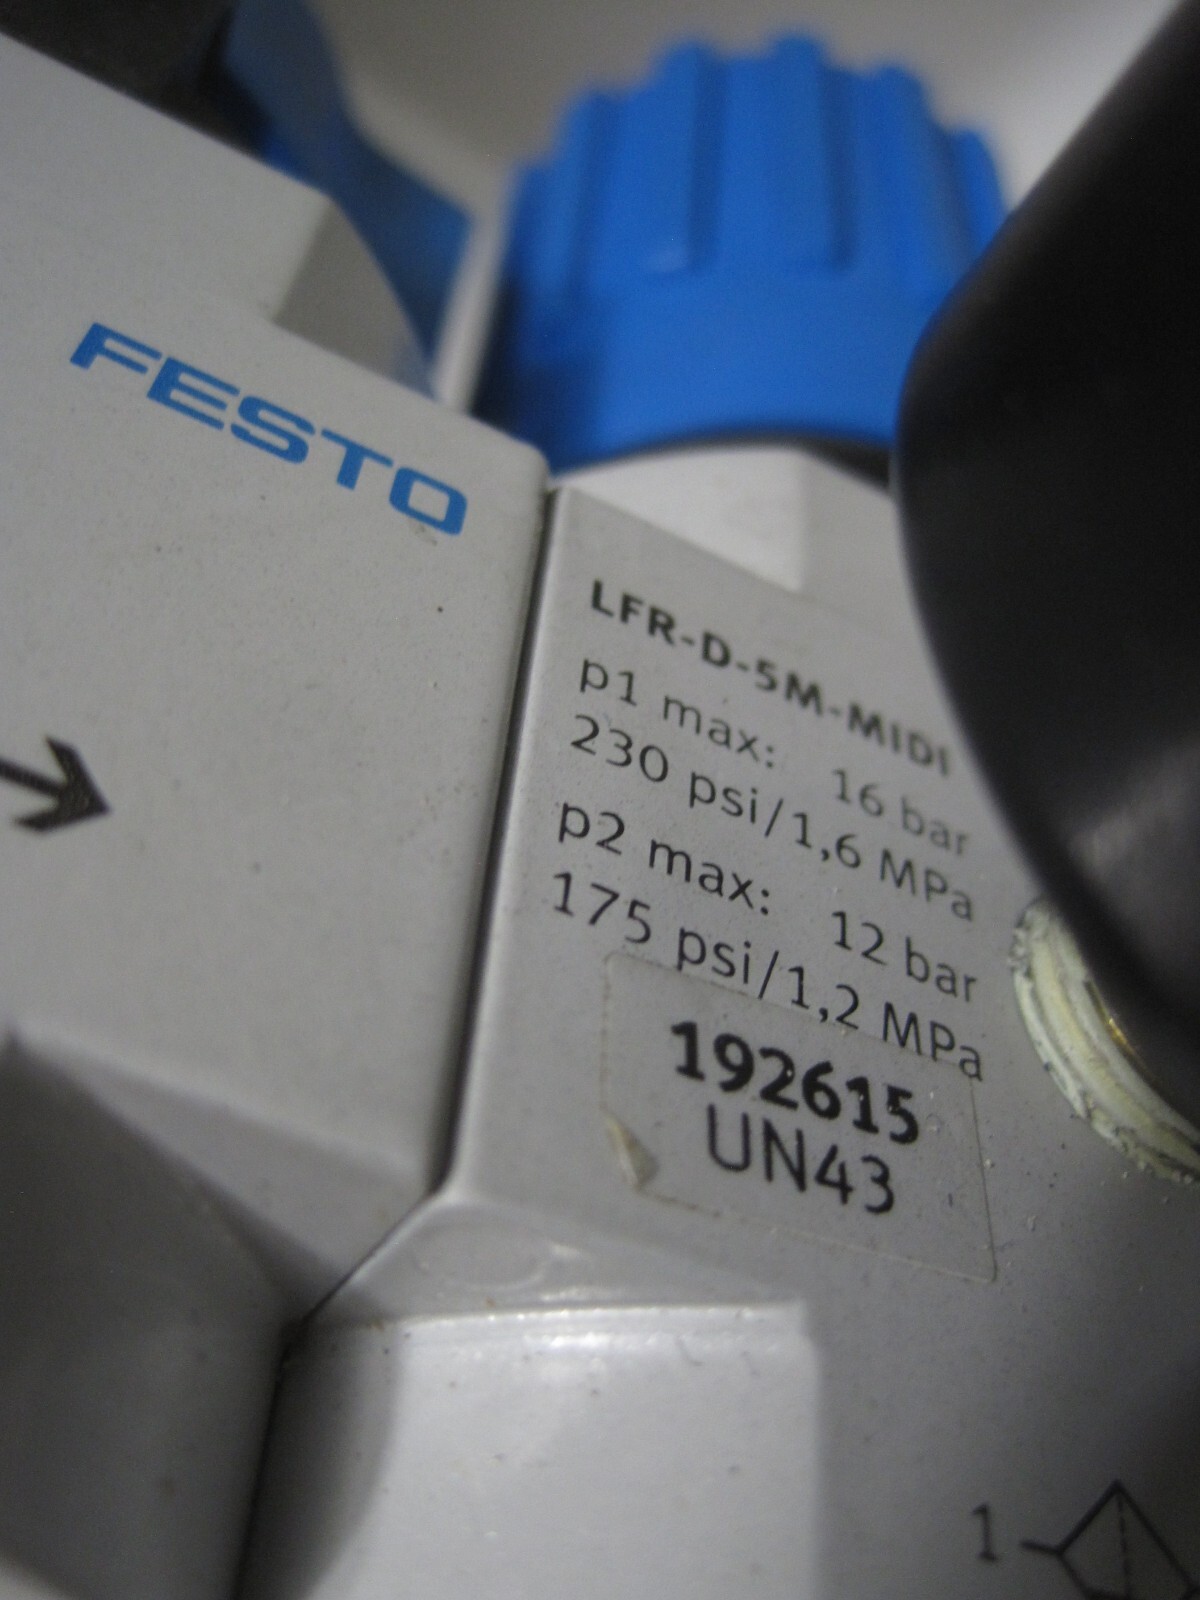 FESTO
LFR-D-5M-MIDI
p1 max: 16 bar
230 psi/1,6 MPa
p2 max: 12 bar
175 psi/1,2 MPa
192615
UN43
1